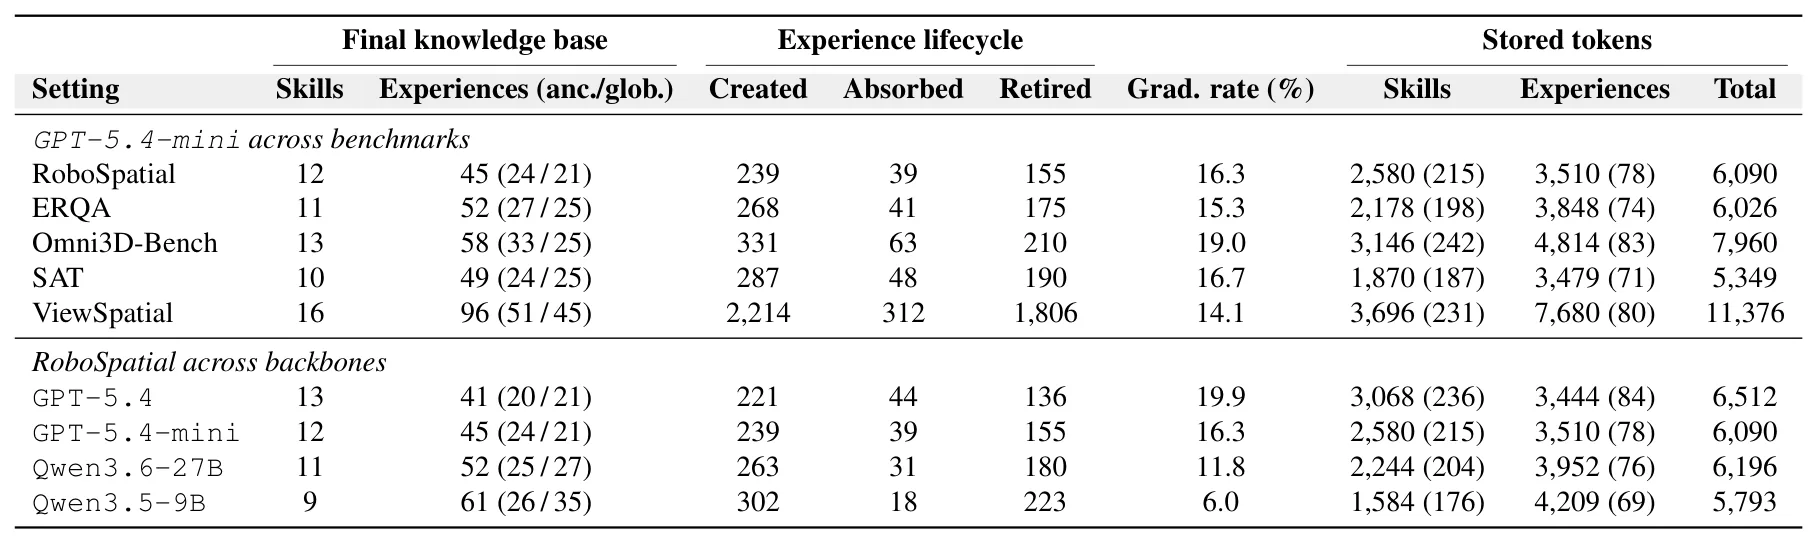 Final knowledge base Experience lifecycle Stored tokens
Setting Skills Experiences (anc./glob.) Created Absorbed Retired Grad. rate (%) Skills Experiences Total
GPT-5.4-mini across benchmarks
RoboSpatial 12 45 (24 / 21) 239 39 155 16.3 2,580 (215) 3,510 (78) 6,090
ERQA 11 52 (27 / 25) 268 41 175 15.3 2,178 (198) 3,848 (74) 6,026
Omni3D-Bench 13 58 (33 / 25) 331 63 210 19.0 3,146 (242) 4,814 (83) 7,960
SAT 10 49 (24 / 25) 287 48 190 16.7 1,870 (187) 3,479 (71) 5,349
ViewSpatial 16 96 (51 / 45) 2,214 312 1,806 14.1 3,696 (231) 7,680 (80) 11,376
RoboSpatial across backbones
GPT-5.4 13 41 (20 / 21) 221 44 136 19.9 3,068 (236) 3,444 (84) 6,512
GPT-5.4-mini 12 45 (24 / 21) 239 39 155 16.3 2,580 (215) 3,510 (78) 6,090
Qwen3.6-27B 11 52 (25 / 27) 263 31 180 11.8 2,244 (204) 3,952 (76) 6,196
Qwen3.5-9B 9 61 (26 / 35) 302 18 223 6.0 1,584 (176) 4,209 (69) 5,793